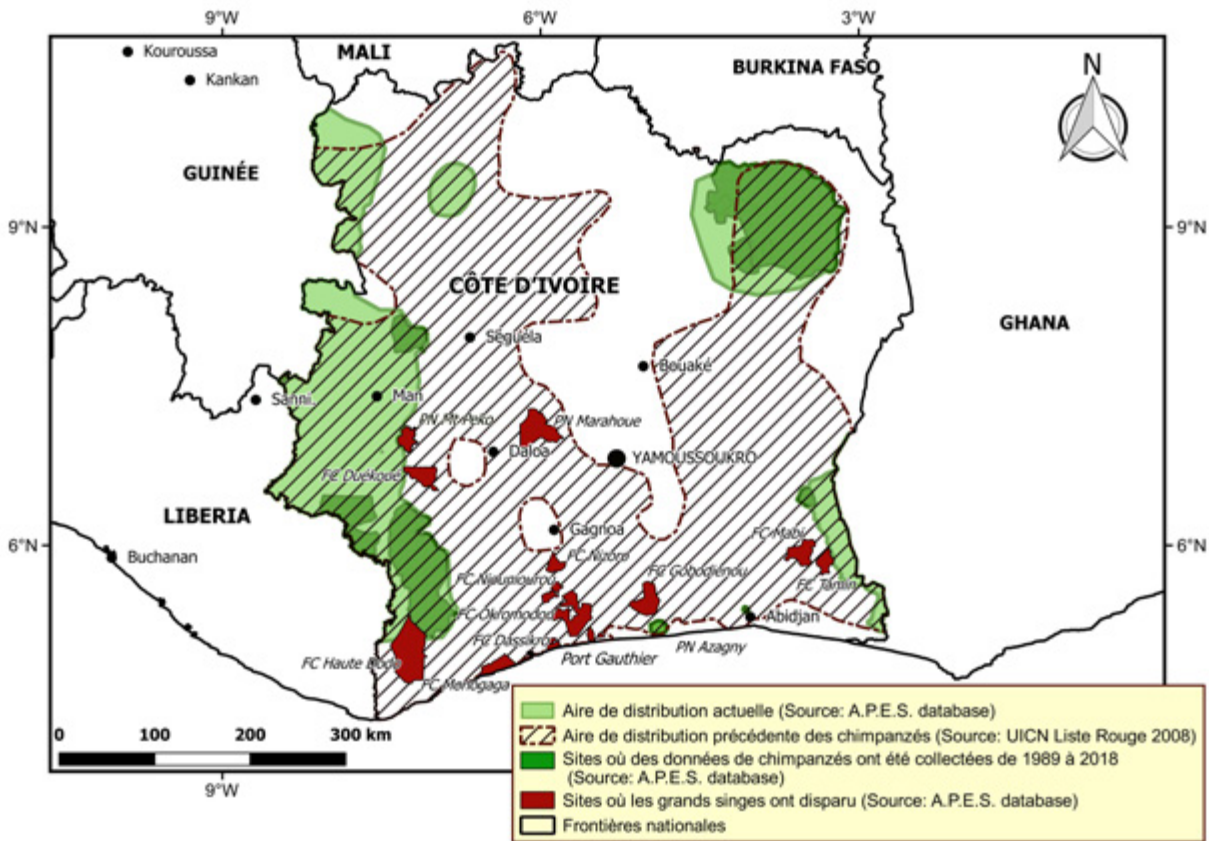 9°W 6°W 3°W
Kouroussa
MALI
Kankan
BURKINA FASO
N
GUINÉE
9°N 9°N
CÔTE D'IVOIRE
GHANA
Séguéla
Bouaké
Sanni.
Man
PN Mt Peko
PN Marahoue
Daloa
YAMOUSSOUKRO
FC Duékoué
LIBERIA
Gagnoa
6°N 6°N
Buchanan
FC Mabi
FC Nizoro
FC Niouniourou
FC Gobodienou
FC Tamin
FC Okromodou
Abidjan
FC Dassikro
PN Azagny
FC Haute Dodo
Port Gauthier
FC Monogaga
0 100 200 300 km
9°W
Aire de distribution actuelle (Source: A.P.E.S. database)
Aire de distribution précédente des chimpanzés (Source: UICN Liste Rouge 2008)
Sites où des données de chimpanzés ont été collectées de 1989 à 2018
(Source: A.P.E.S. database)
Sites où les grands singes ont disparu (Source: A.P.E.S. database)
Frontières nationales